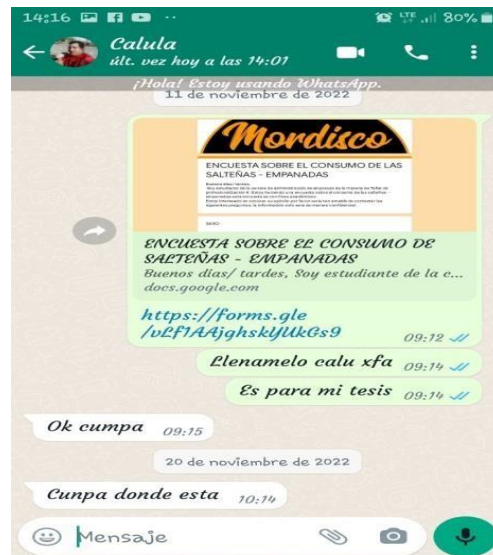 14:16
LTE
80%
Calula
últ. vez hoy a las 14:01
¡Hola! Estoy usando WhatsApp.
11 de noviembre de 2022
Mordisco
ENCUESTA SOBRE EL CONSUMO DE LAS
SALTEÑAS - EMPANADAS
ENCUESTA SOBRE EL CONSUMO DE
SALTEÑAS - EMPANADAS
Buenos días/ tardes, Soy estudiante de la c...
docs.google.com
https://forms.gle
/vLf1AAjghskyUkGs9
09:12
Llenamelo calu xfa 09:14
Es para mi tesis 09:14
Ok cumpa 09:15
20 de noviembre de 2022
Cunpa donde esta 10:14
Mensaje